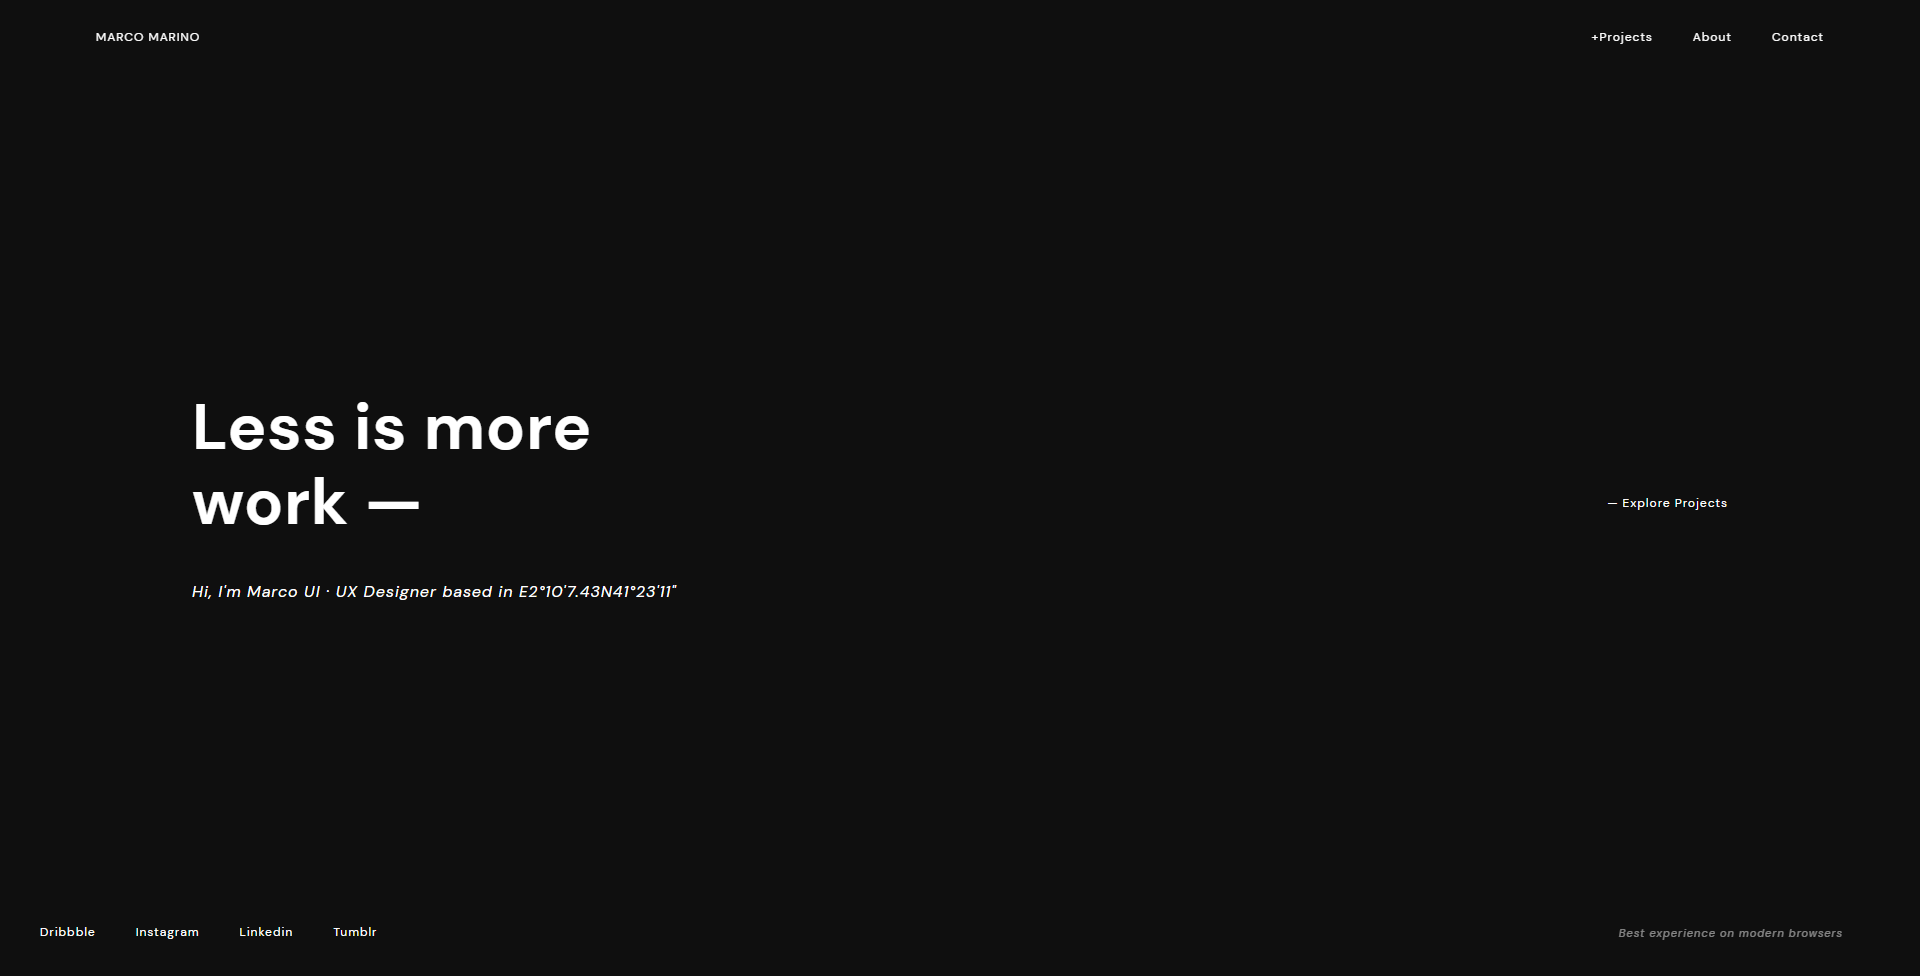 MARCO MARINO
+Projects About Contact
Less is more
work —
— Explore Projects
Hi, I'm Marco UI · UX Designer based in E2°10'7.43N41°23'11"
Dribbble Instagram Linkedin Tumblr
Best experience on modern browsers